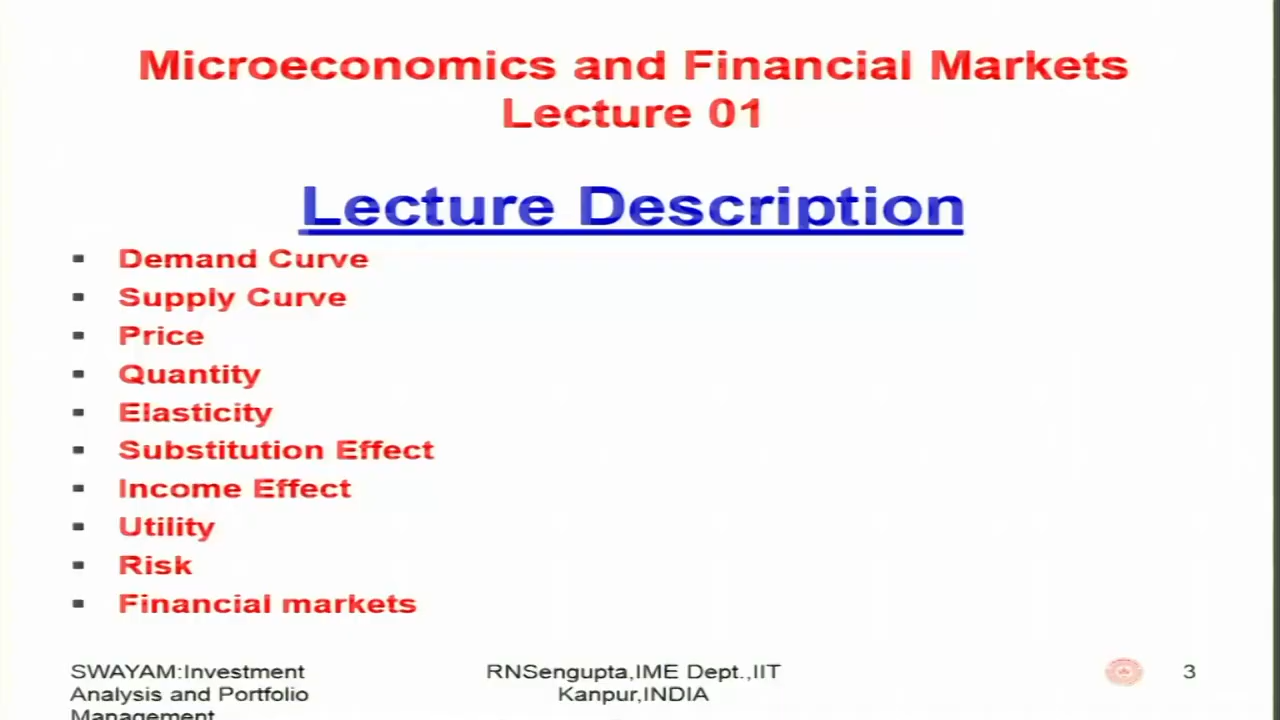 Microeconomics and Financial Markets
Lecture 01
Lecture Description
Demand Curve
Supply Curve
Price
Quantity
Elasticity
Substitution Effect
Income Effect
Utility
Risk
Financial markets
SWAYAM:Investment
Analysis and Portfolio
Management
RNSengupta,IME Dept.,IIT
Kanpur,INDIA
3